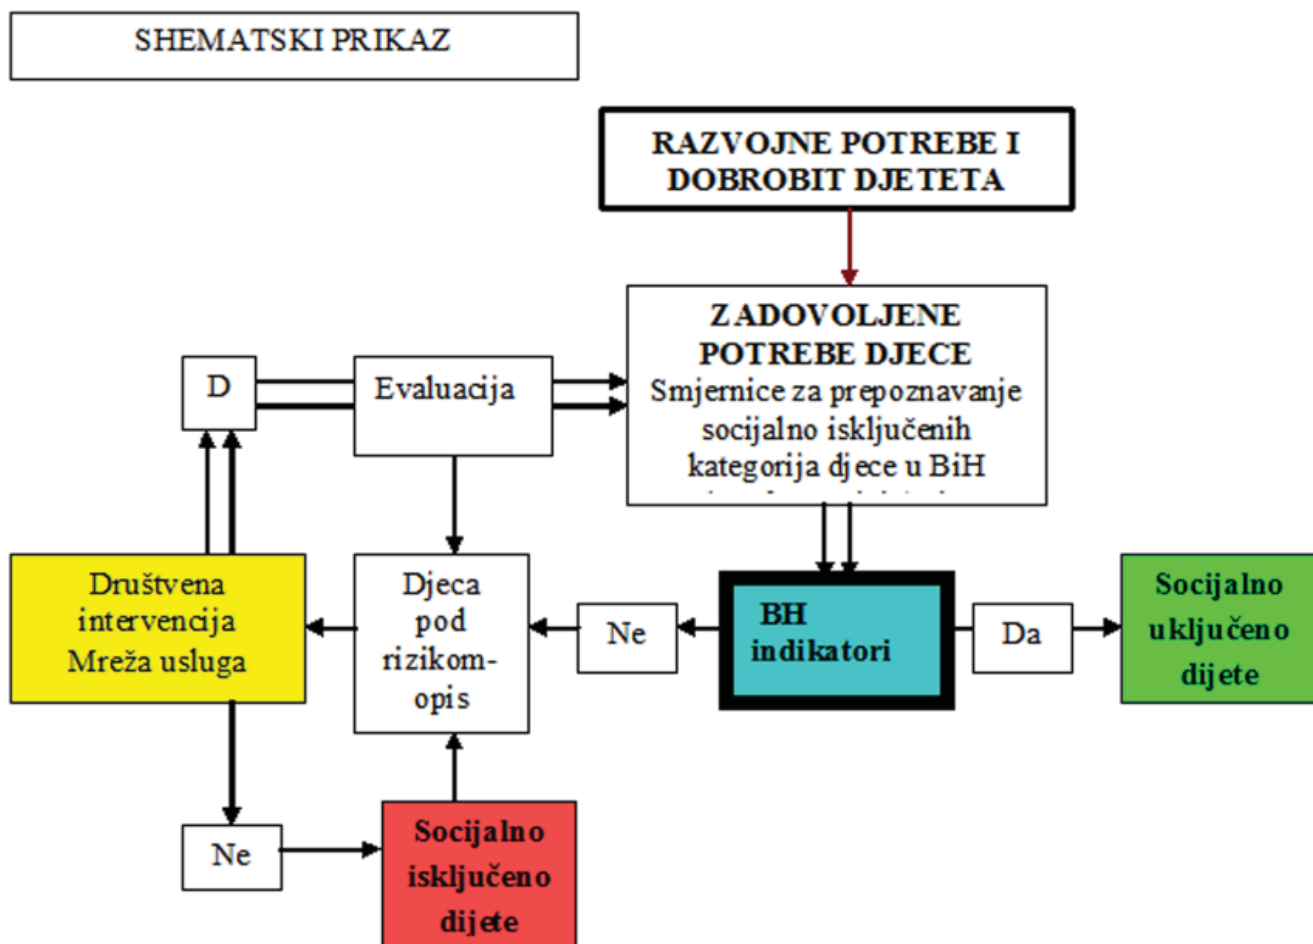 SHEMATSKI PRIKAZ
RAZVOJNE POTREBE I
DOBROBIT DJETETA
ZADOVOLJENE
POTREBE DJECE
Smjernice za prepoznavanje
socijalno isključenih
kategorija djece u BiH
D
Evaluacija
Društvena
intervencija
Mreža usluga
Djeca
pod
rizikom-
opis
Ne
BH
indikatori
Da
Socijalno
uključeno
dijete
Ne
Socijalno
isključeno
dijete